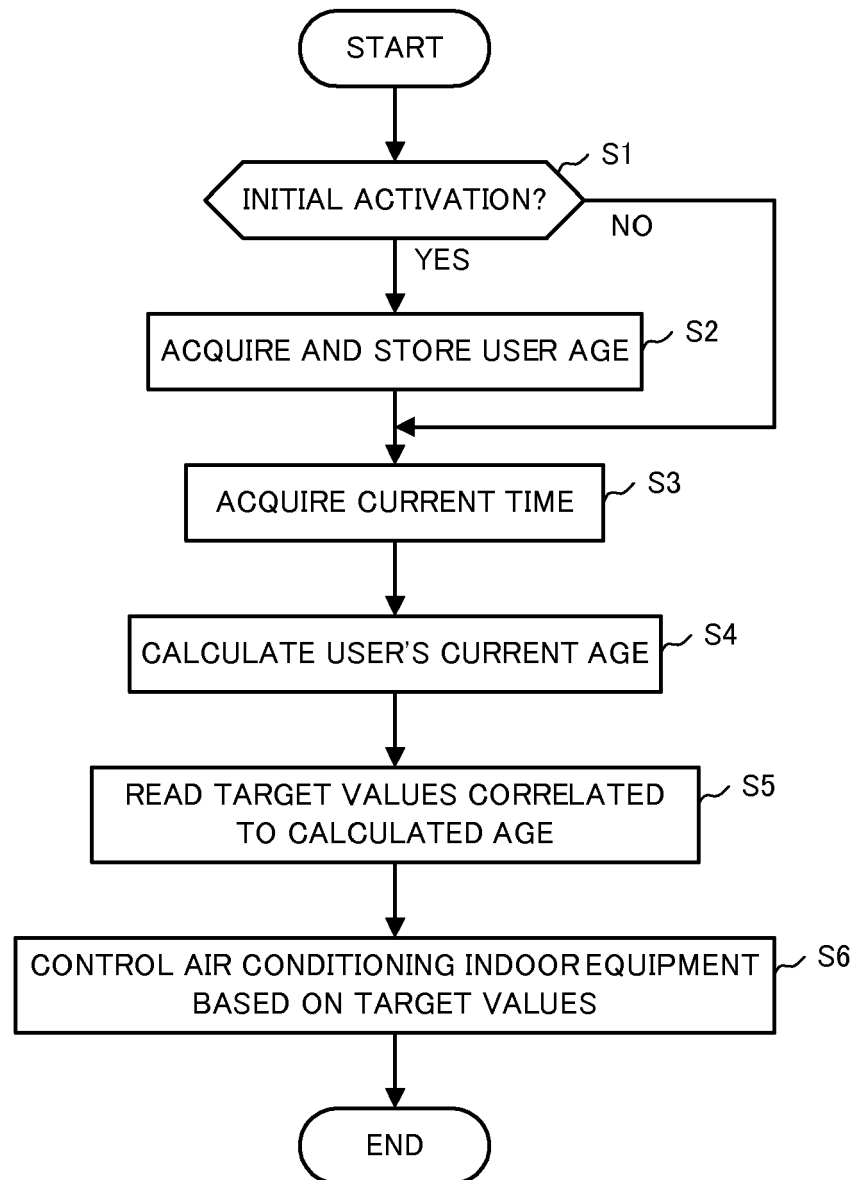 START
S1
INITIAL ACTIVATION?
NO
YES
S2
ACQUIRE AND STORE USER AGE
S3
ACQUIRE CURRENT TIME
S4
CALCULATE USER'S CURRENT AGE
S5
READ TARGET VALUES CORRELATED
TO CALCULATED AGE
S6
CONTROL AIR CONDITIONING INDOOR EQUIPMENT
BASED ON TARGET VALUES
END